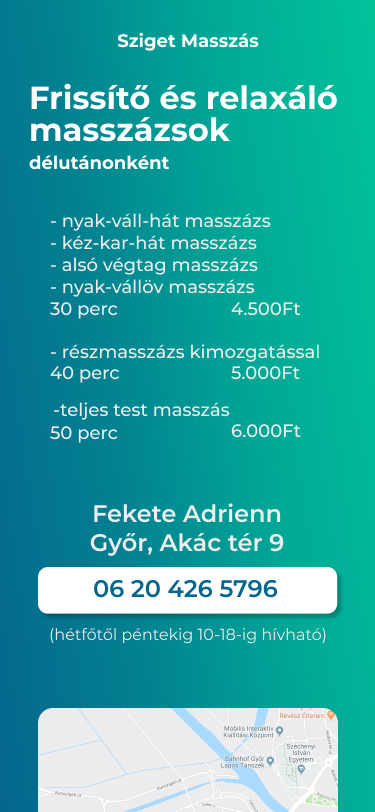 Sziget Masszás
Frissítő és relaxáló
masszázsok
délutánonként
- nyak-váll-hát masszázs
- kéz-kar-hát masszázs
- alsó végtag masszázs
- nyak-vállöv masszázs
30 perc 4.500Ft
- részmasszázs kimozgatással
40 perc 5.000Ft
-teljes test masszás
50 perc 6.000Ft
Fekete Adrienn
Győr, Akác tér 9
06 20 426 5796
(hétfőtől péntekig 10-18-ig hívható)
Révész Étterem
Mobilis Interaktív
Kiállítási Központ
Széchenyi
István
Egyetem
Bahnhof Győr
Lapos Tanszék